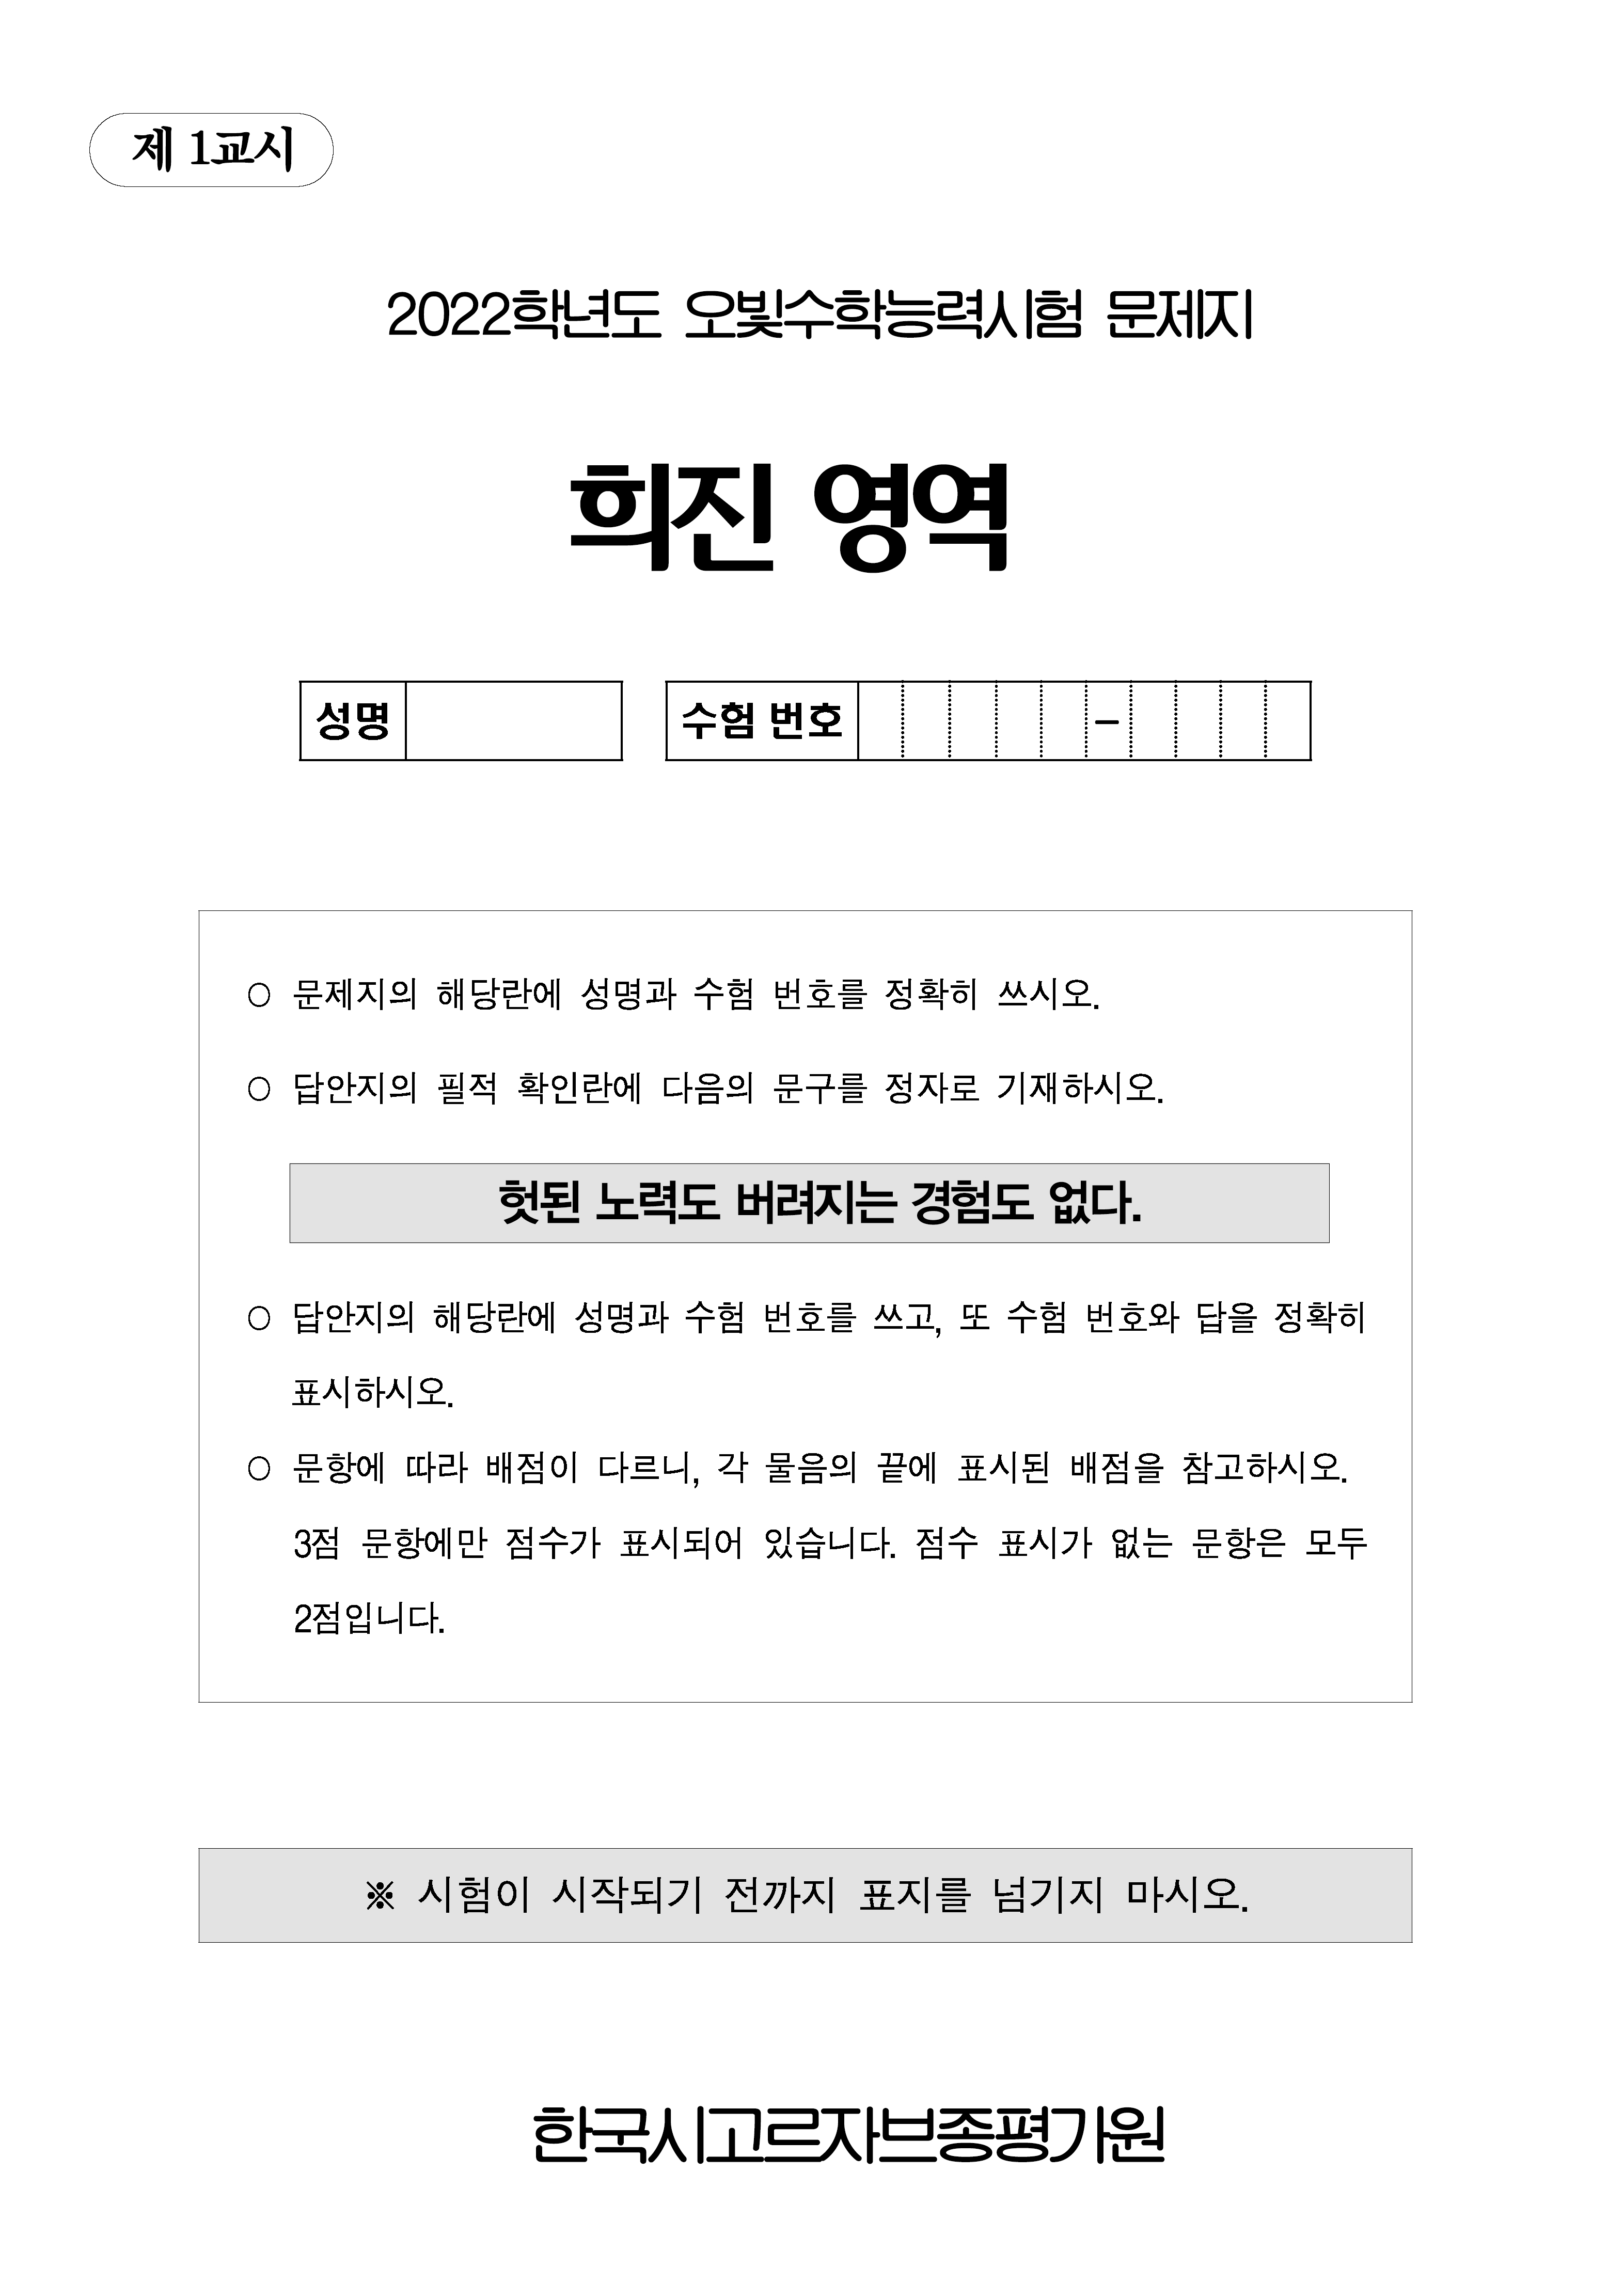 제 1교시
2022학년도 오빛수학능력시험 문제지
희진 영역
성명
수험 번호 –
○ 문제지의 해당란에 성명과 수험 번호를 정확히 쓰시오.
○ 답안지의 필적 확인란에 다음의 문구를 정자로 기재하시오.
헛된 노력도 버려지는 경험도 없다.
○ 답안지의 해당란에 성명과 수험 번호를 쓰고, 또 수험 번호와 답을 정확히
표시하시오.
○ 문항에 따라 배점이 다르니, 각 물음의 끝에 표시된 배점을 참고하시오.
3점 문항에만 점수가 표시되어 있습니다. 점수 표시가 없는 문항은 모두
2점입니다.
※ 시험이 시작되기 전까지 표지를 넘기지 마시오.
한국시고르자브종평가원